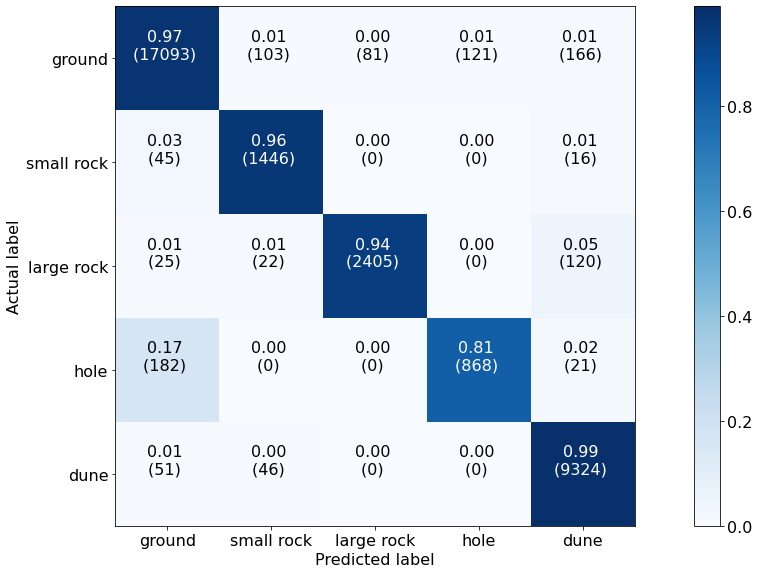 0.97 0.01 0.00 0.01 0.01
ground (17093) (103) (81) (121) (166)
0.8
0.03 0.96 0.00 0.00 0.01
small rock (45) (1446) (0) (0) (16)
0.6
Actual label
0.01 0.01 0.94 0.00 0.05
large rock (25) (22) (2405) (0) (120)
0.4
0.17 0.00 0.00 0.81 0.02
hole (182) (0) (0) (868) (21)
0.2
0.01 0.00 0.00 0.00 0.99
dune (51) (46) (0) (0) (9324)
0.0
ground small rock large rock hole dune
Predicted label